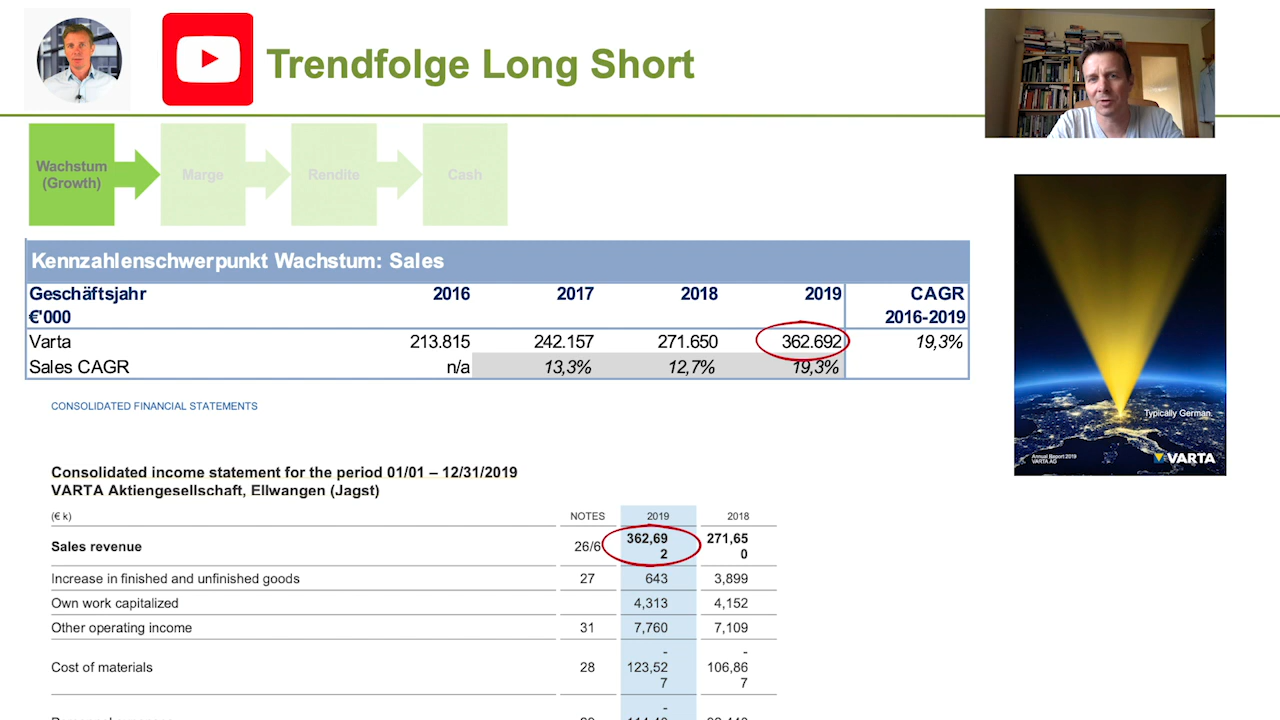 Trendfolge Long Short
Wachstum
(Growth)
Marge
Rendite
Cash
Kennzahlenschwerpunkt Wachstum: Sales
Geschäftsjahr 2016 2017 2018 2019 CAGR
€'000 2016-2019
Varta 213.815 242.157 271.650 362.692 19,3%
Sales CAGR n/a 13,3% 12,7% 19,3%
Typically German.
Annual Report 2019
VARTA AG
VARTA
CONSOLIDATED FINANCIAL STATEMENTS
Consolidated income statement for the period 01/01 – 12/31/2019
VARTA Aktiengesellschaft, Ellwangen (Jagst)
(€ k) NOTES 2019 2018
Sales revenue 26/6 362,69 271,65
2 0
Increase in finished and unfinished goods 27 643 3,899
Own work capitalized 4,313 4,152
Other operating income 31 7,760 7,109
- -
Cost of materials 28 123,52 106,86
7 7
-